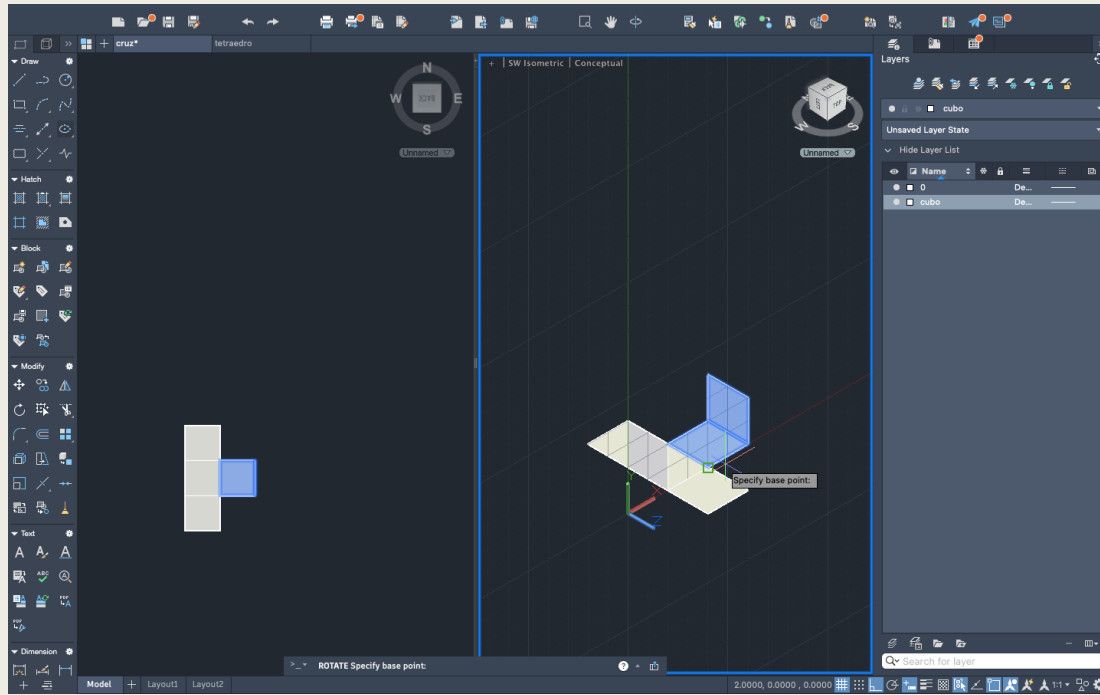 cruz*
tetraedro
Draw
Hatch
Block
Modify
Text
Dimension
N
W
E
S
Unnamed
+ | SW Isometric | Conceptual
W
S
Unnamed
Z
Specify base point:
>_ ROTATE Specify base point:
Model
+
Layout1
Layout2
2.0000, 0.0000 , 0.0000
1:1
Layers
cubo
Unsaved Layer State
Hide Layer List
Name
0
De...
cubo
De...
Search for layer